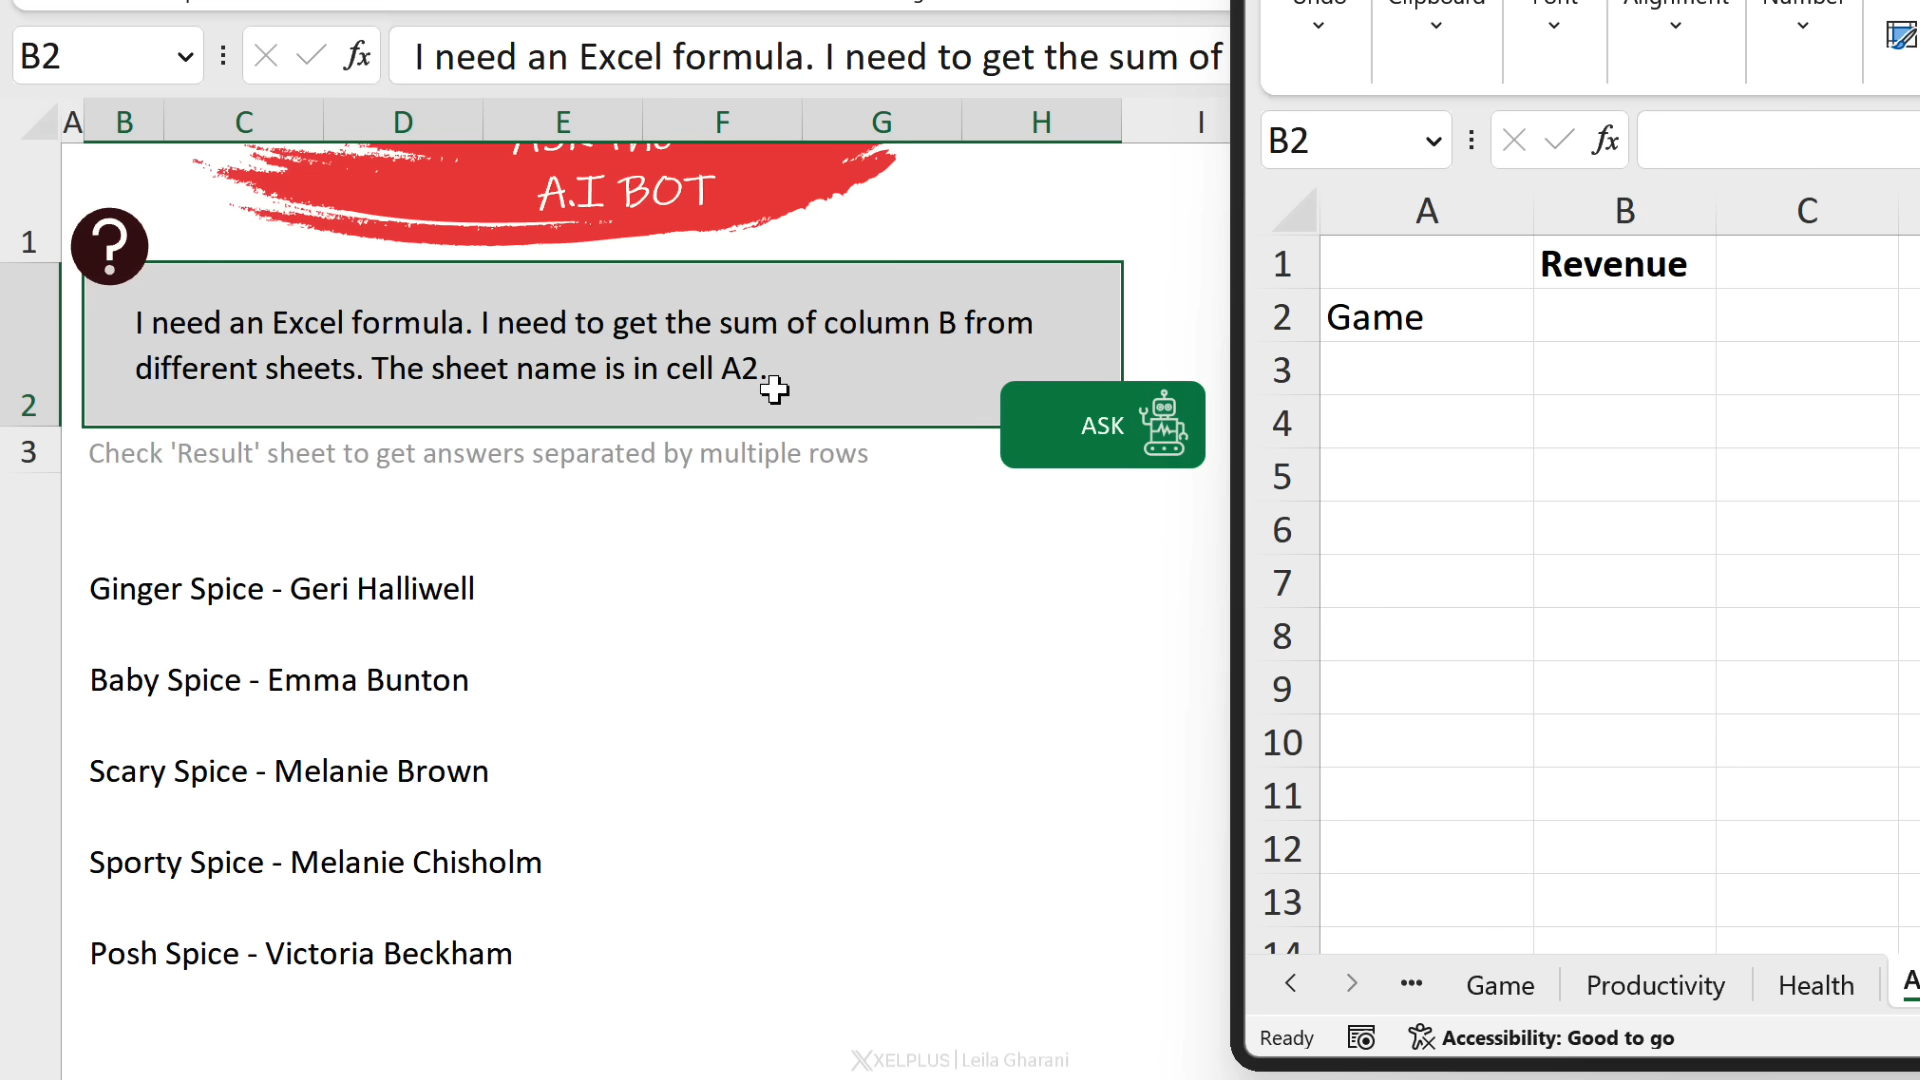 B2
fx
I need an Excel formula. I need to get the sum of
A B C D E F G H I
A.I BOT
1
?
I need an Excel formula. I need to get the sum of column B from
different sheets. The sheet name is in cell A2.
2
ASK
3
Check 'Result' sheet to get answers separated by multiple rows
Ginger Spice - Geri Halliwell
Baby Spice - Emma Bunton
Scary Spice - Melanie Brown
Sporty Spice - Melanie Chisholm
Posh Spice - Victoria Beckham
XELPLUS | Leila Gharani
Undo Clipboard Font Alignment Number
B2
fx
A B C
1 Revenue
2 Game
3
4
5
6
7
8
9
10
11
12
13
14
Game Productivity Health A
Ready Accessibility: Good to go